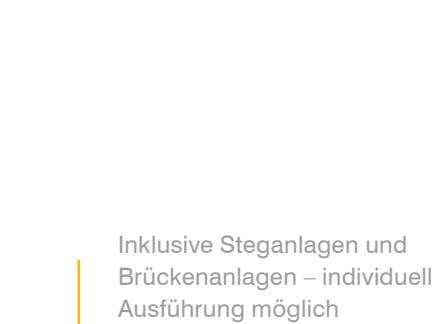 Inklusive Steganlagen und
Brückenanlagen – individuell
Ausführung möglich